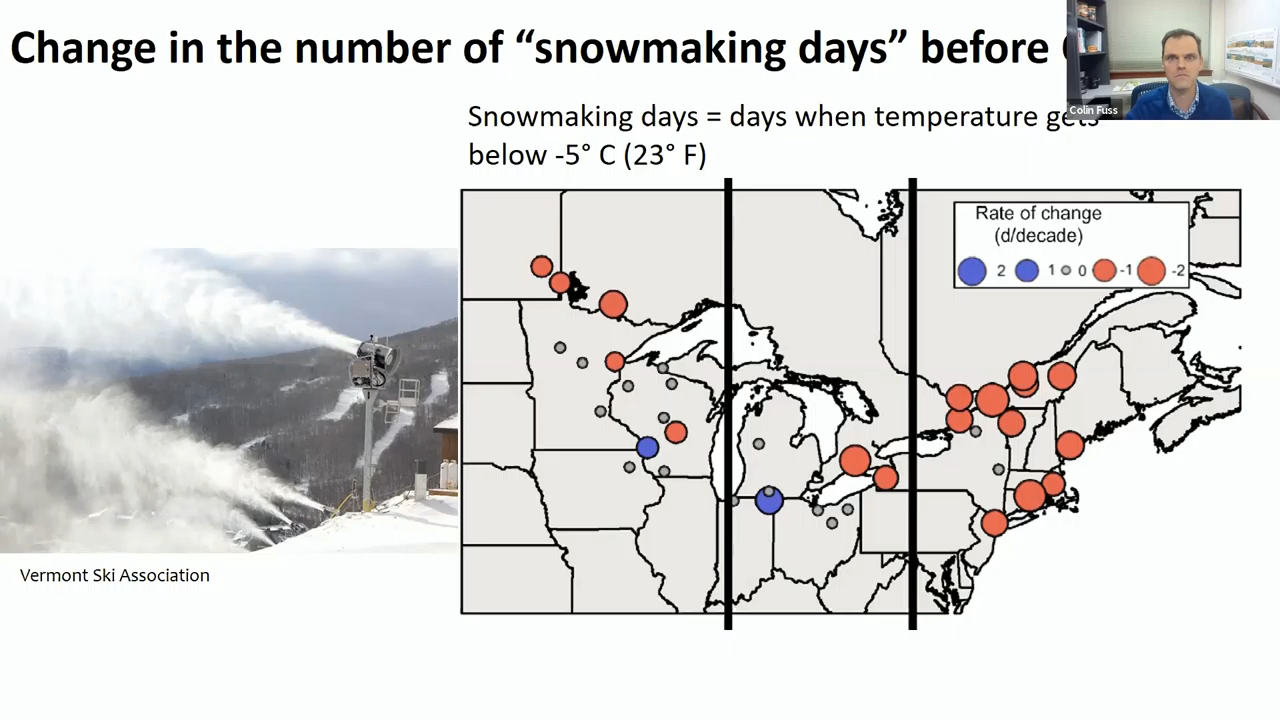 Change in the number of “snowmaking days” before
Colin Fuss
Snowmaking days = days when temperature gets
below -5° C (23° F)
Rate of change
(d/decade)
2 1 0 -1 -2
Vermont Ski Association